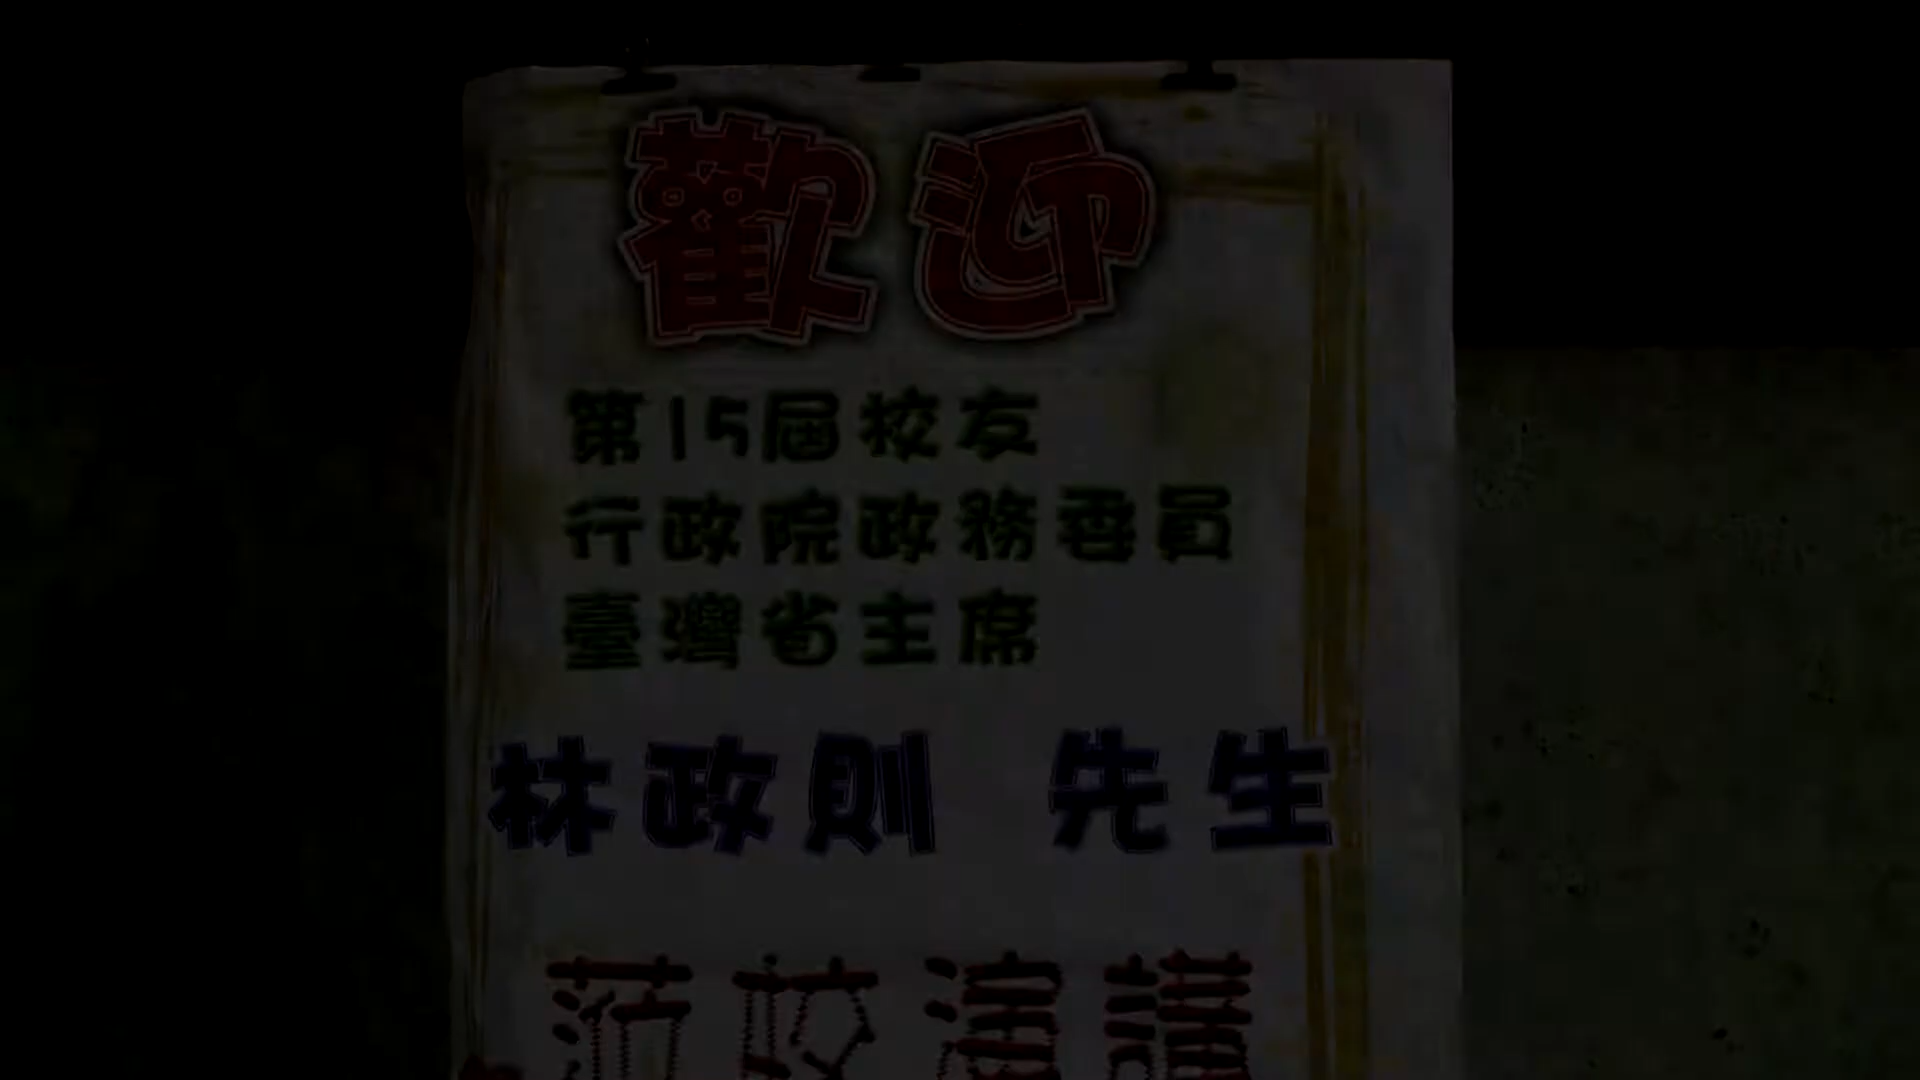 歡迎
第15屆校友
行政院政務委員
臺灣省主席
林政則 先生
蒞校演講